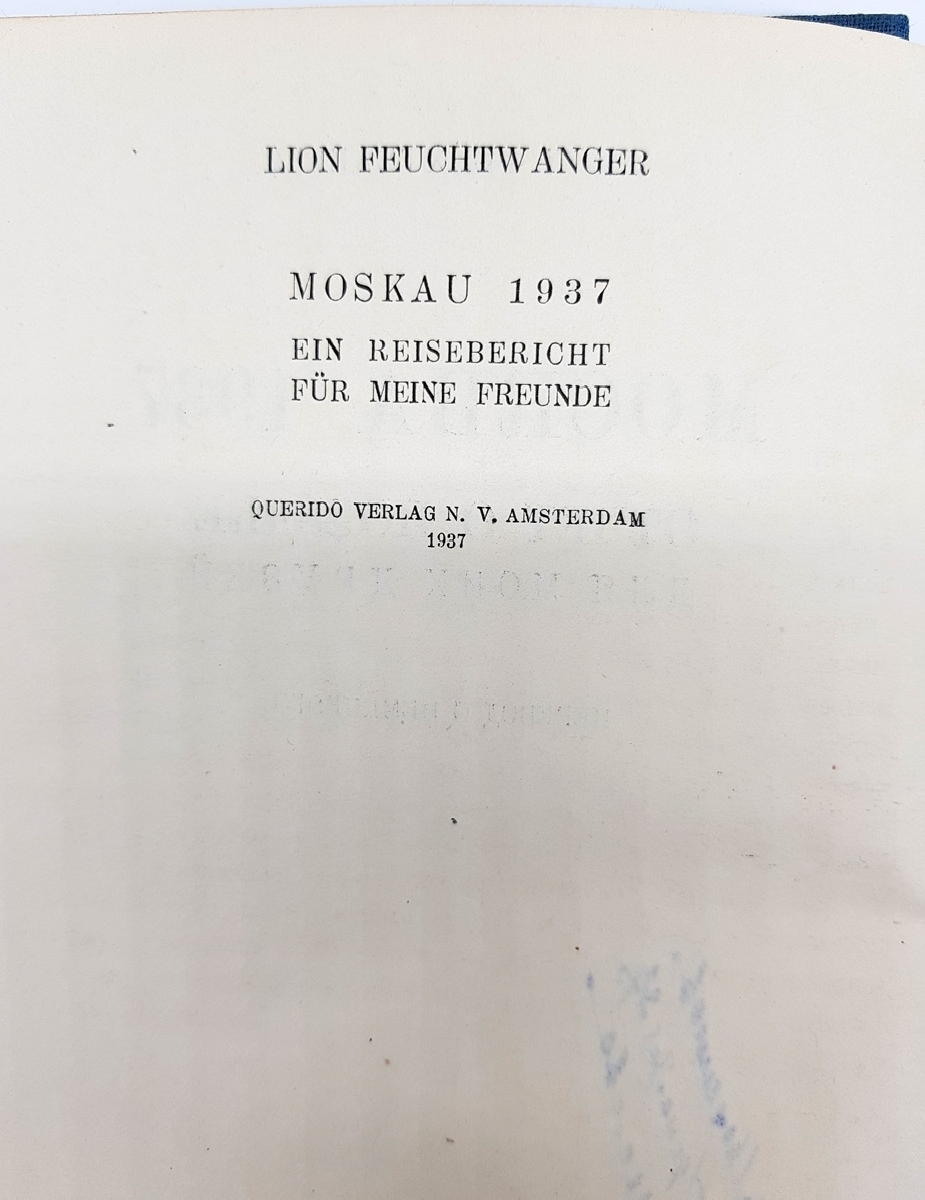 LION FEUCHTWANGER
MOSKAU 1937
EIN REISEBERICHT
FÜR MEINE FREUNDE
QUERIDO VERLAG N. V. AMSTERDAM
1937